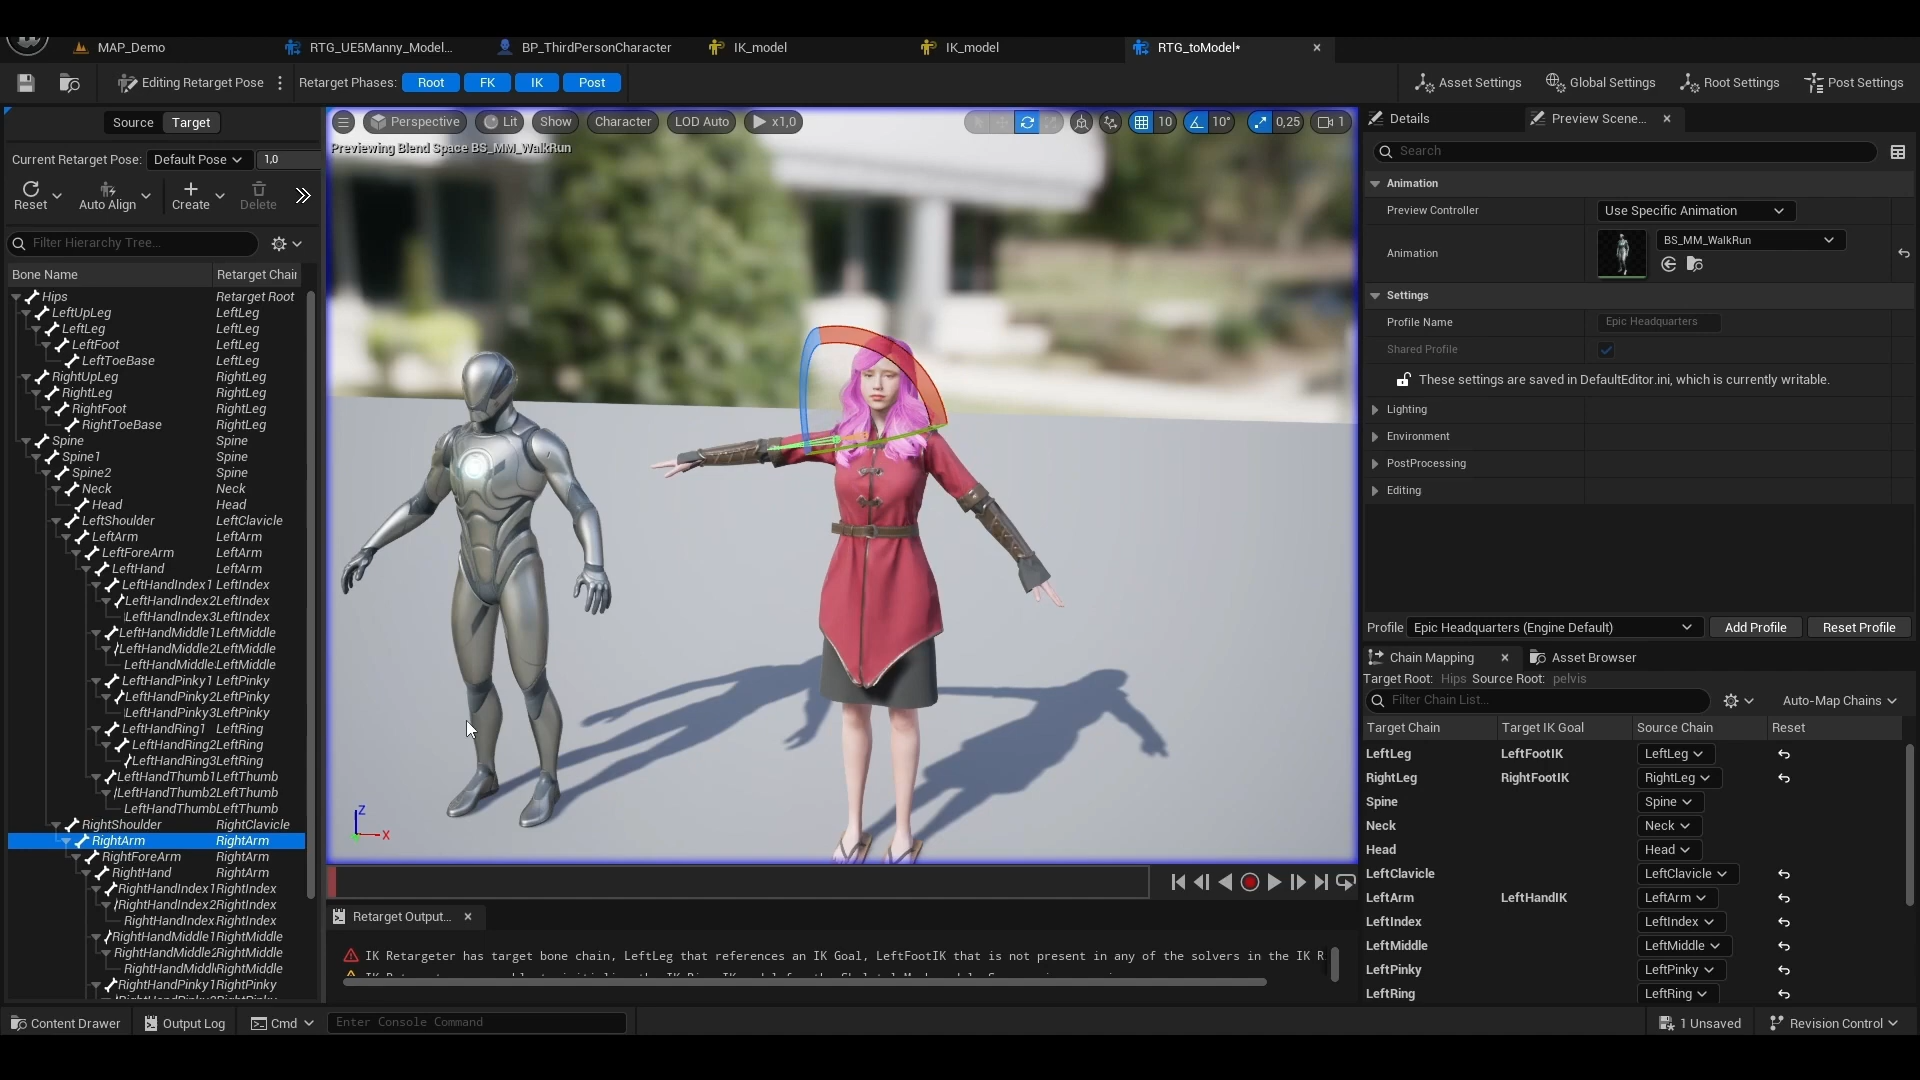 MAP_Demo
RTG_UE5Manny_Model...
BP_ThirdPersonCharacter
IK_model
IK_model
RTG_toModel*
Editing Retarget Pose
Retarget Phases:
Root
FK
IK
Post
Asset Settings
Global Settings
Root Settings
Post Settings
Source
Target
Current Retarget Pose:
Default Pose
1,0
Reset
Auto Align
Create
Delete
Filter Hierarchy Tree...
Bone Name Retarget Chair
Hips Retarget Root
LeftUpLeg LeftLeg
LeftLeg LeftLeg
LeftFoot LeftLeg
LeftToeBase LeftLeg
RightUpLeg RightLeg
RightLeg RightLeg
RightFoot RightLeg
RightToeBase RightLeg
Spine Spine
Spine1 Spine
Spine2 Spine
Neck Neck
Head Head
LeftShoulder LeftClavicle
LeftArm LeftArm
LeftForeArm LeftArm
LeftHand LeftArm
LeftHandIndex1 LeftIndex
LeftHandIndex2 LeftIndex
LeftHandIndex3 LeftIndex
LeftHandMiddle1 LeftMiddle
LeftHandMiddle2 LeftMiddle
LeftHandMiddle LeftMiddle
LeftHandPinky1 LeftPinky
LeftHandPinky2 LeftPinky
LeftHandPinky3 LeftPinky
LeftHandRing1 LeftRing
LeftHandRing2 LeftRing
LeftHandRing3 LeftRing
LeftHandThumb1 LeftThumb
LeftHandThumb2 LeftThumb
LeftHandThumb LeftThumb
RightShoulder RightClavicle
RightArm RightArm
RightForeArm RightArm
RightHand RightArm
RightHandIndex1 RightIndex
RightHandIndex2 RightIndex
RightHandIndex RightIndex
RightHandMiddle1 RightMiddle
RightHandMiddle2 RightMiddle
RightHandMiddl RightMiddle
RightHandPinky1 RightPinky
Perspective
Lit
Show
Character
LOD Auto
x1,0
10
10°
0,25
1
Previewing Blend Space BS_MM_WalkRun
Z
X
Retarget Output...
IK Retargeter has target bone chain, LeftLeg that references an IK Goal, LeftFootIK that is not present in any of the solvers in the IK R
Details
Preview Scene...
Search
Animation
Preview Controller
Use Specific Animation
Animation
BS_MM_WalkRun
Settings
Profile Name
Epic Headquarters
Shared Profile
These settings are saved in DefaultEditor.ini, which is currently writable.
Lighting
Environment
PostProcessing
Editing
Profile
Epic Headquarters (Engine Default)
Add Profile
Reset Profile
Chain Mapping
Asset Browser
Target Root: Hips Source Root: pelvis
Filter Chain List...
Auto-Map Chains
Target Chain Target IK Goal Source Chain Reset
LeftLeg LeftFootIK LeftLeg
RightLeg RightFootIK RightLeg
Spine Spine
Neck Neck
Head Head
LeftClavicle LeftClavicle
LeftArm LeftHandIK LeftArm
LeftIndex LeftIndex
LeftMiddle LeftMiddle
LeftPinky LeftPinky
LeftRing LeftRing
Content Drawer
Output Log
Cmd
Enter Console Command
1 Unsaved
Revision Control